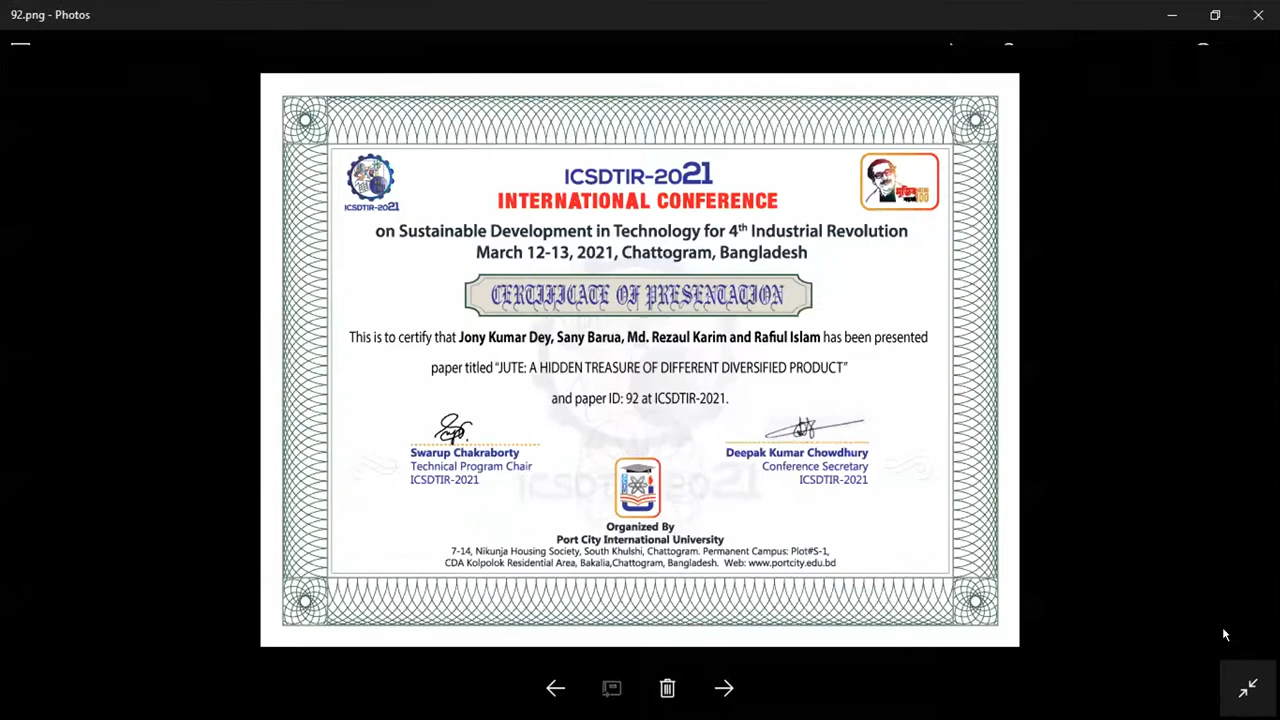 92.png - Photos
ICSDTIR-2021
INTERNATIONAL CONFERENCE
ICSDTIR-2021
on Sustainable Development in Technology for 4th Industrial Revolution
March 12-13, 2021, Chattogram, Bangladesh
CERTIFICATE OF PRESENTATION
This is to certify that Jony Kumar Dey, Sany Barua, Md. Rezaul Karim and Rafiul Islam has been presented
paper titled "JUTE: A HIDDEN TREASURE OF DIFFERENT DIVERSIFIED PRODUCT"
and paper ID: 92 at ICSDTIR-2021.
Swarup Chakraborty
Technical Program Chair
ICSDTIR-2021
Deepak Kumar Chowdhury
Conference Secretary
ICSDTIR-2021
Organized By
Port City International University
7-14, Nikunja Housing Society, South Khulshi, Chattogram. Permanent Campus: Plot#S-1,
CDA Kolpolok Residential Area, Bakalia,Chattogram, Bangladesh. Web: www.portcity.edu.bd